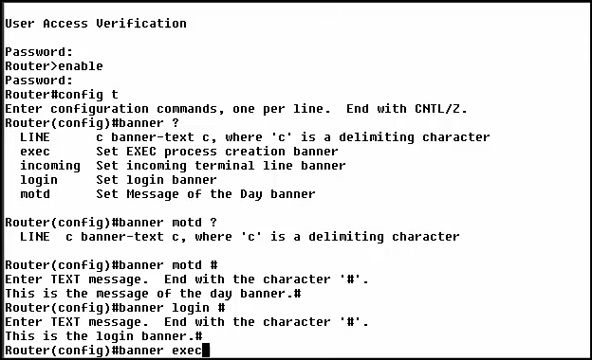 User Access Verification
Password:
Router>enable
Password:
Router#config t
Enter configuration commands, one per line.  End with CNTL/Z.
Router(config)#banner ?
  LINE      c banner-text c, where 'c' is a delimiting character
  exec      Set EXEC process creation banner
  incoming  Set incoming terminal line banner
  login     Set login banner
  motd      Set Message of the Day banner
Router(config)#banner motd ?
  LINE  c banner-text c, where 'c' is a delimiting character
Router(config)#banner motd #
Enter TEXT message.  End with the character '#'.
This is the message of the day banner.#
Router(config)#banner login #
Enter TEXT message.  End with the character '#'.
This is the login banner.#
Router(config)#banner exec